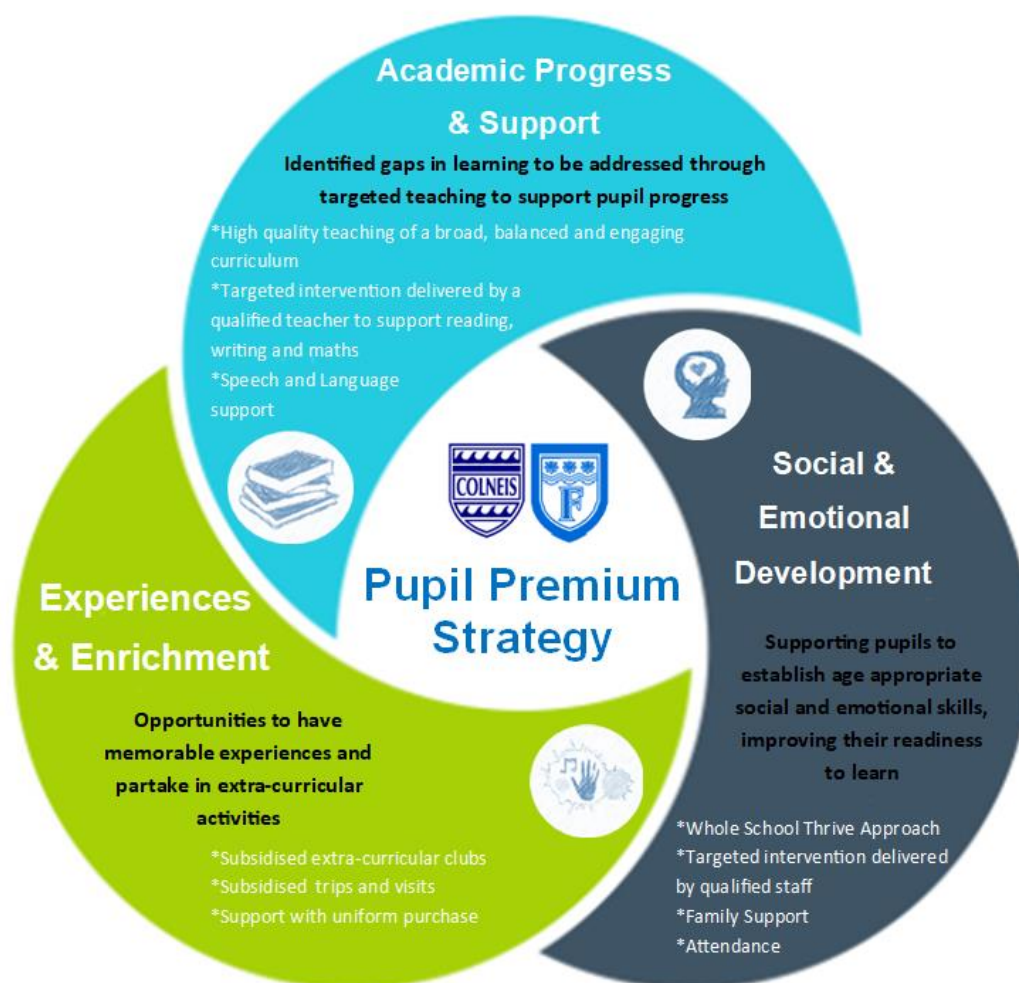 Academic Progress
& Support
Identified gaps in learning to be addressed through
targeted teaching to support pupil progress
*High quality teaching of a broad, balanced and engaging
curriculum
*Targeted intervention delivered by a
qualified teacher to support reading,
writing and maths
*Speech and Language
support
COLNEIS
F
Pupil Premium
Strategy
Social &
Emotional
Development
Supporting pupils to
establish age appropriate
social and emotional skills,
improving their readiness
to learn
*Whole School Thrive Approach
*Targeted intervention delivered
by qualified staff
*Family Support
*Attendance
Experiences
& Enrichment
Opportunities to have
memorable experiences and
partake in extra-curricular
activities
*Subsidised extra-curricular clubs
*Subsidised trips and visits
*Support with uniform purchase